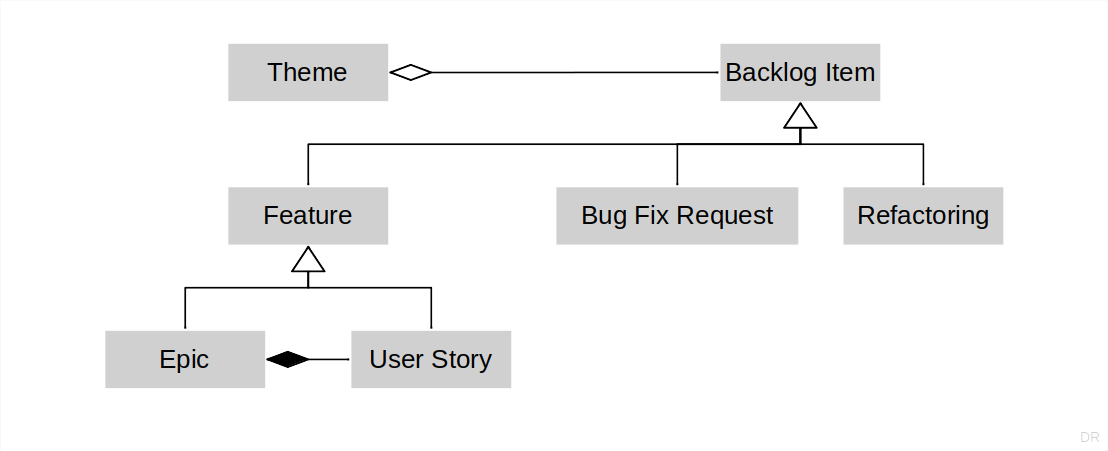 Theme
Backlog Item
Feature
Bug Fix Request
Refactoring
Epic
User Story
DR